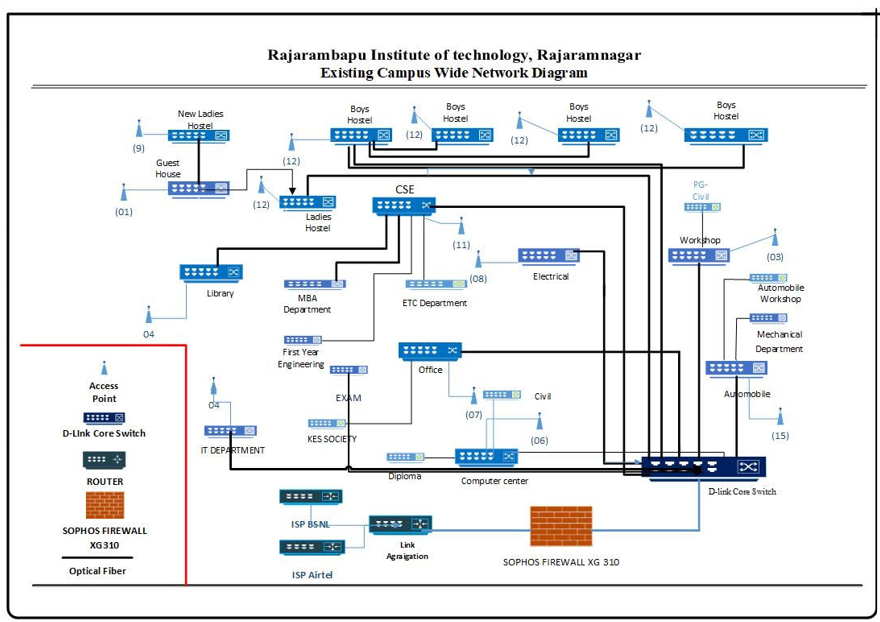 Rajarambapu Institute of technology, Rajaramnagar
Existing Campus Wide Network Diagram
New Ladies
Hostel
(9)
Guest
House
(01)
Boys
Hostel
(12)
Boys
Hostel
(12)
Boys
Hostel
(12)
Boys
Hostel
(12)
(12)
Ladies
Hostel
CSE
(11)
PG-
Civil
Workshop
(03)
Library
04
MBA
Department
ETC Department
(08)
Electrical
Automobile
Workshop
Mechanical
Department
First Year
Engineering
Office
Automobile
(15)
EXAM
(07)
Civil
(06)
04
IT DEPARTMENT
KES SOCIETY
Diploma
Computer center
D-link Core Switch
Access
Point
D-LInk Core Switch
ROUTER
SOPHOS FIREWALL
XG310
Optical Fiber
ISP BSNL
ISP Airtel
Link
Agraigation
SOPHOS FIREWALL XG 310